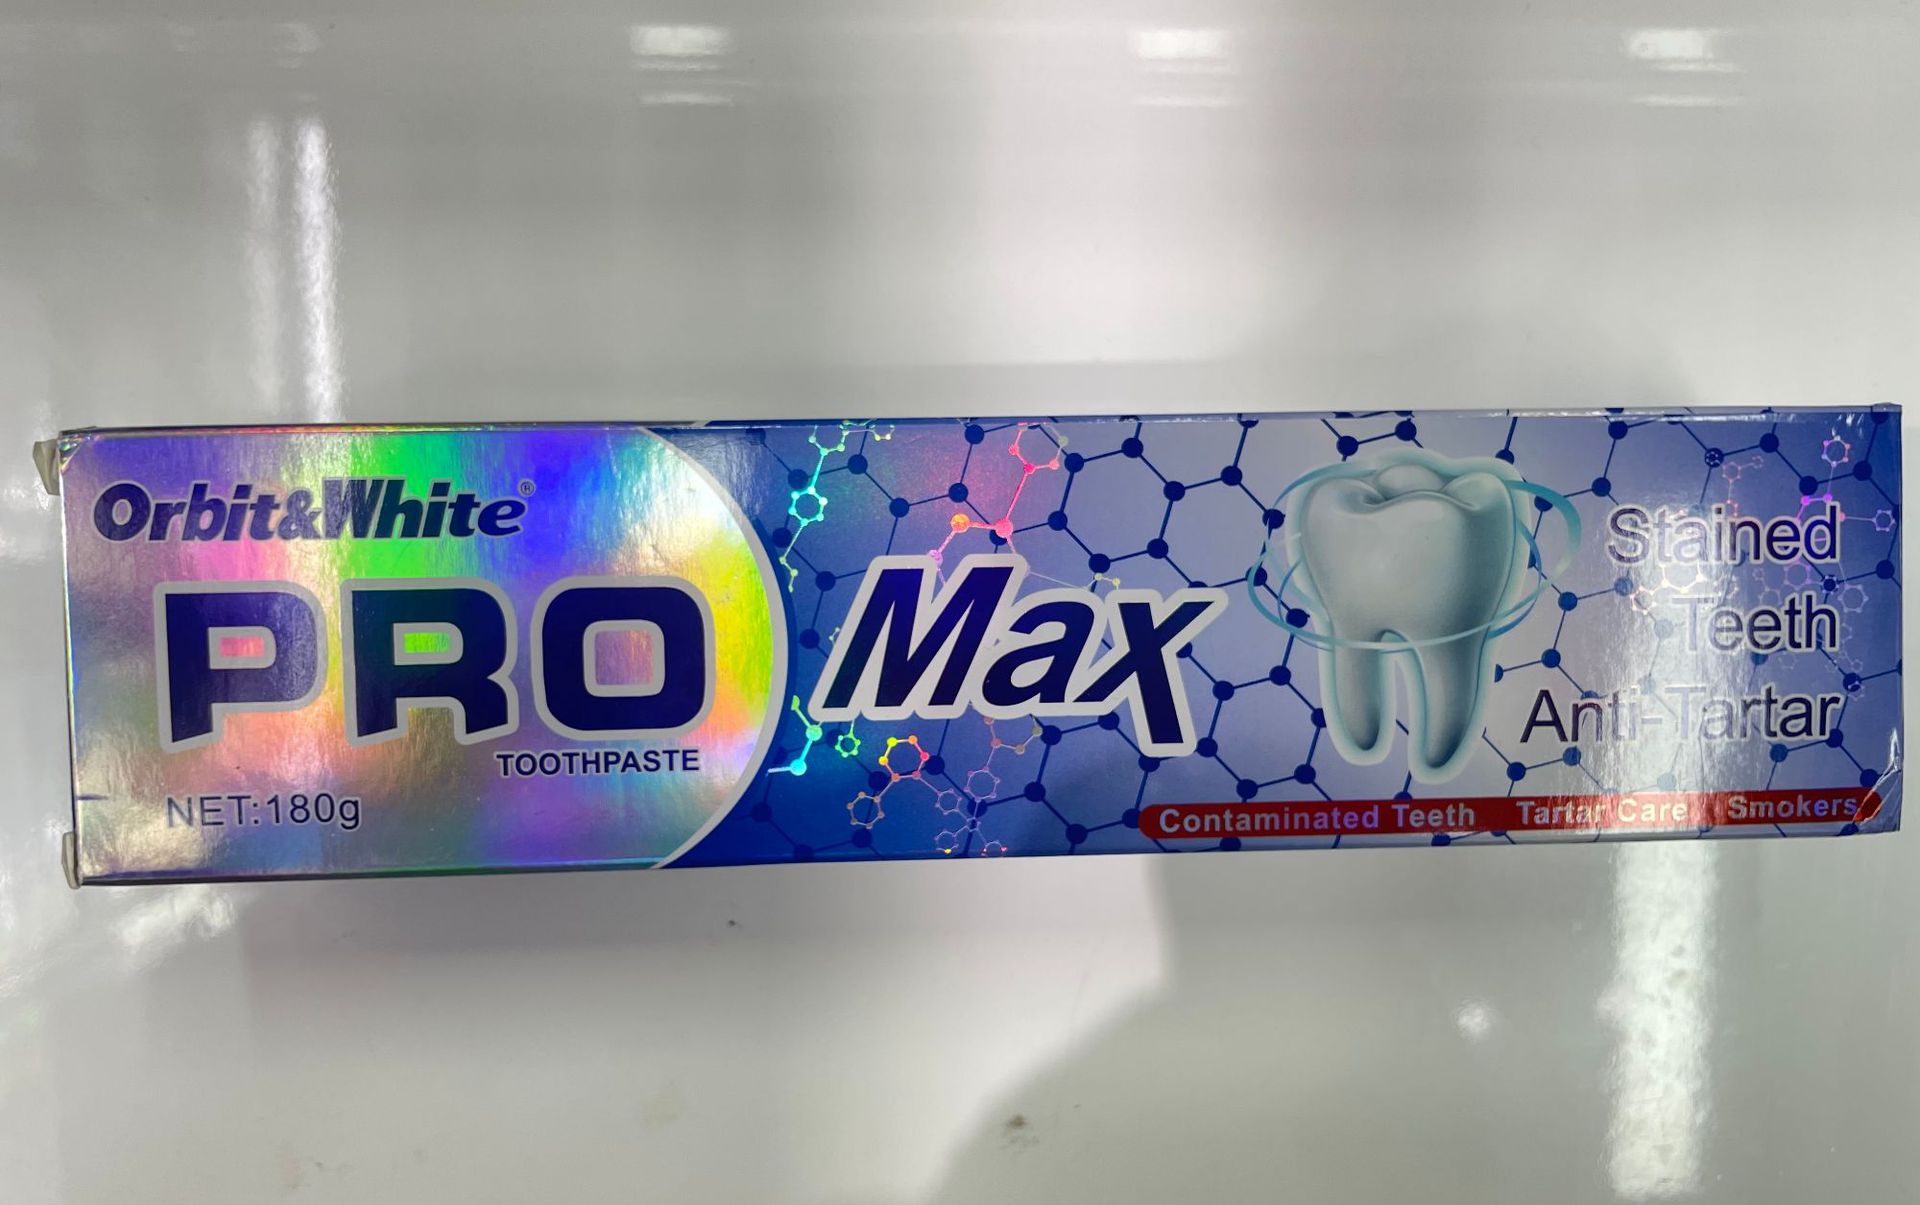 Orbit&White®
PRO
TOOTHPASTE
NET:180g
Max
Stained
Teeth
Anti-Tartar
Contaminated Teeth Tartar Care Smokers